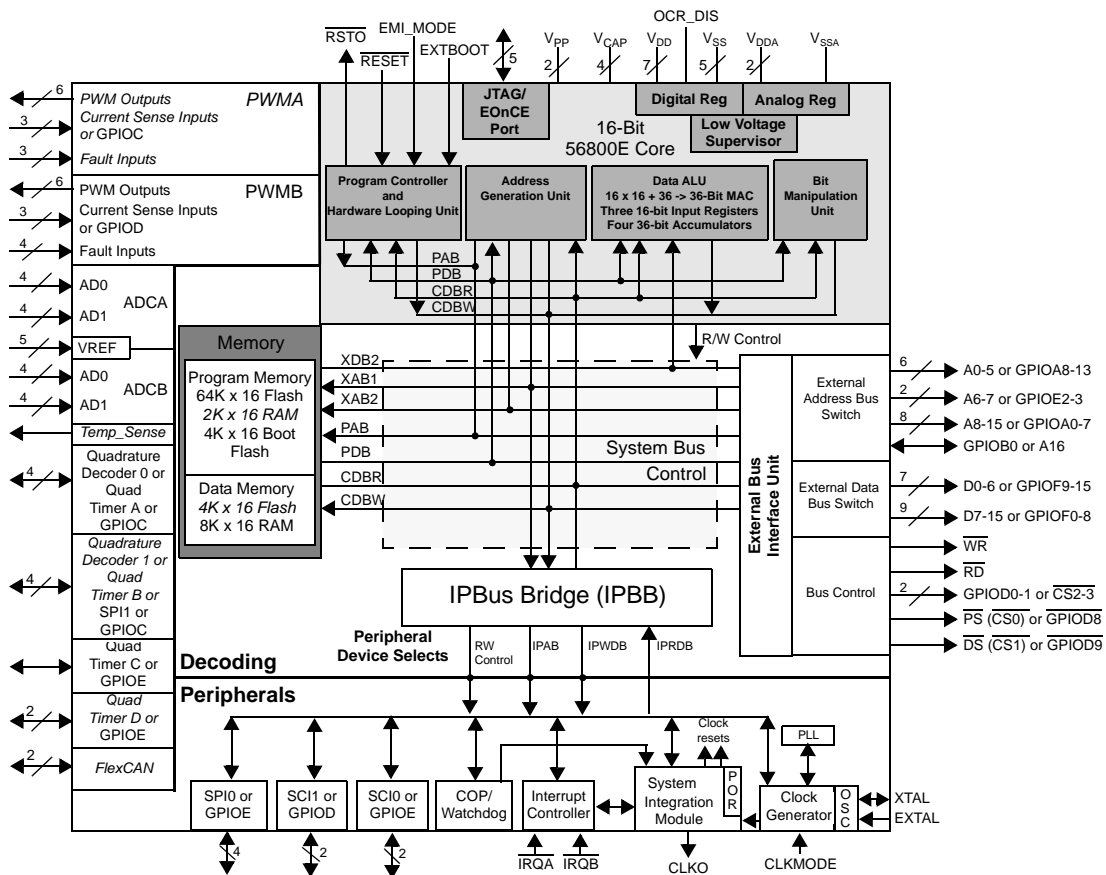 OCR_DIS
RSTO
EMI_MODE
RESET
EXTBOOT
5
VPP
2
VCAP
4
VDD
7
VSS
5
VDDA
2
VSSA
6
PWM Outputs
PWMA
Current Sense Inputs
3
or GPIOC
3
Fault Inputs
6
PWM Outputs
PWMB
Current Sense Inputs
3
or GPIOD
4
Fault Inputs
4
AD0
ADCA
4
AD1
5
VREF
4
AD0
ADCB
4
AD1
Temp_Sense
4
Quadrature
Decoder 0 or
Quad
Timer A or
GPIOC
4
Quadrature
Decoder 1 or
Quad
Timer B or
SPI1 or
GPIOC
Quad
Timer C or
GPIOE
2
Quad
Timer D or
GPIOE
2
FlexCAN
JTAG/
EOnCE
Port
Digital Reg
Analog Reg
Low Voltage
Supervisor
16-Bit
56800E Core
Program Controller
and
Hardware Looping Unit
Address
Generation Unit
Data ALU
16 x 16 + 36 -> 36-Bit MAC
Three 16-bit Input Registers
Four 36-bit Accumulators
Bit
Manipulation
Unit
PAB
PDB
CDBR
CDBW
R/W Control
Memory
Program Memory
64K x 16 Flash
2K x 16 RAM
4K x 16 Boot
Flash
Data Memory
4K x 16 Flash
8K x 16 RAM
XDB2
XAB1
XAB2
PAB
PDB
CDBR
CDBW
System Bus
Control
External Bus
Interface Unit
External
Address Bus
Switch
External Data
Bus Switch
Bus Control
6
A0-5 or GPIOA8-13
2
A6-7 or GPIOE2-3
8
A8-15 or GPIOA0-7
GPIOB0 or A16
7
D0-6 or GPIOF9-15
9
D7-15 or GPIOF0-8
WR
RD
2
GPIOD0-1 or CS2-3
PS (CS0) or GPIOD8
DS (CS1) or GPIOD9
IPBus Bridge (IPBB)
Peripheral
Device Selects
RW
Control
IPAB
IPWDB
IPRDB
Decoding
Peripherals
Clock
resets
PLL
SPI0 or
GPIOE
SCI1 or
GPIOD
SCI0 or
GPIOE
COP/
Watchdog
Interrupt
Controller
System
Integration
Module
P
O
R
Clock
Generator
O
S
C
XTAL
EXTAL
4
2
2
IRQA
IRQB
CLKO
CLKMODE